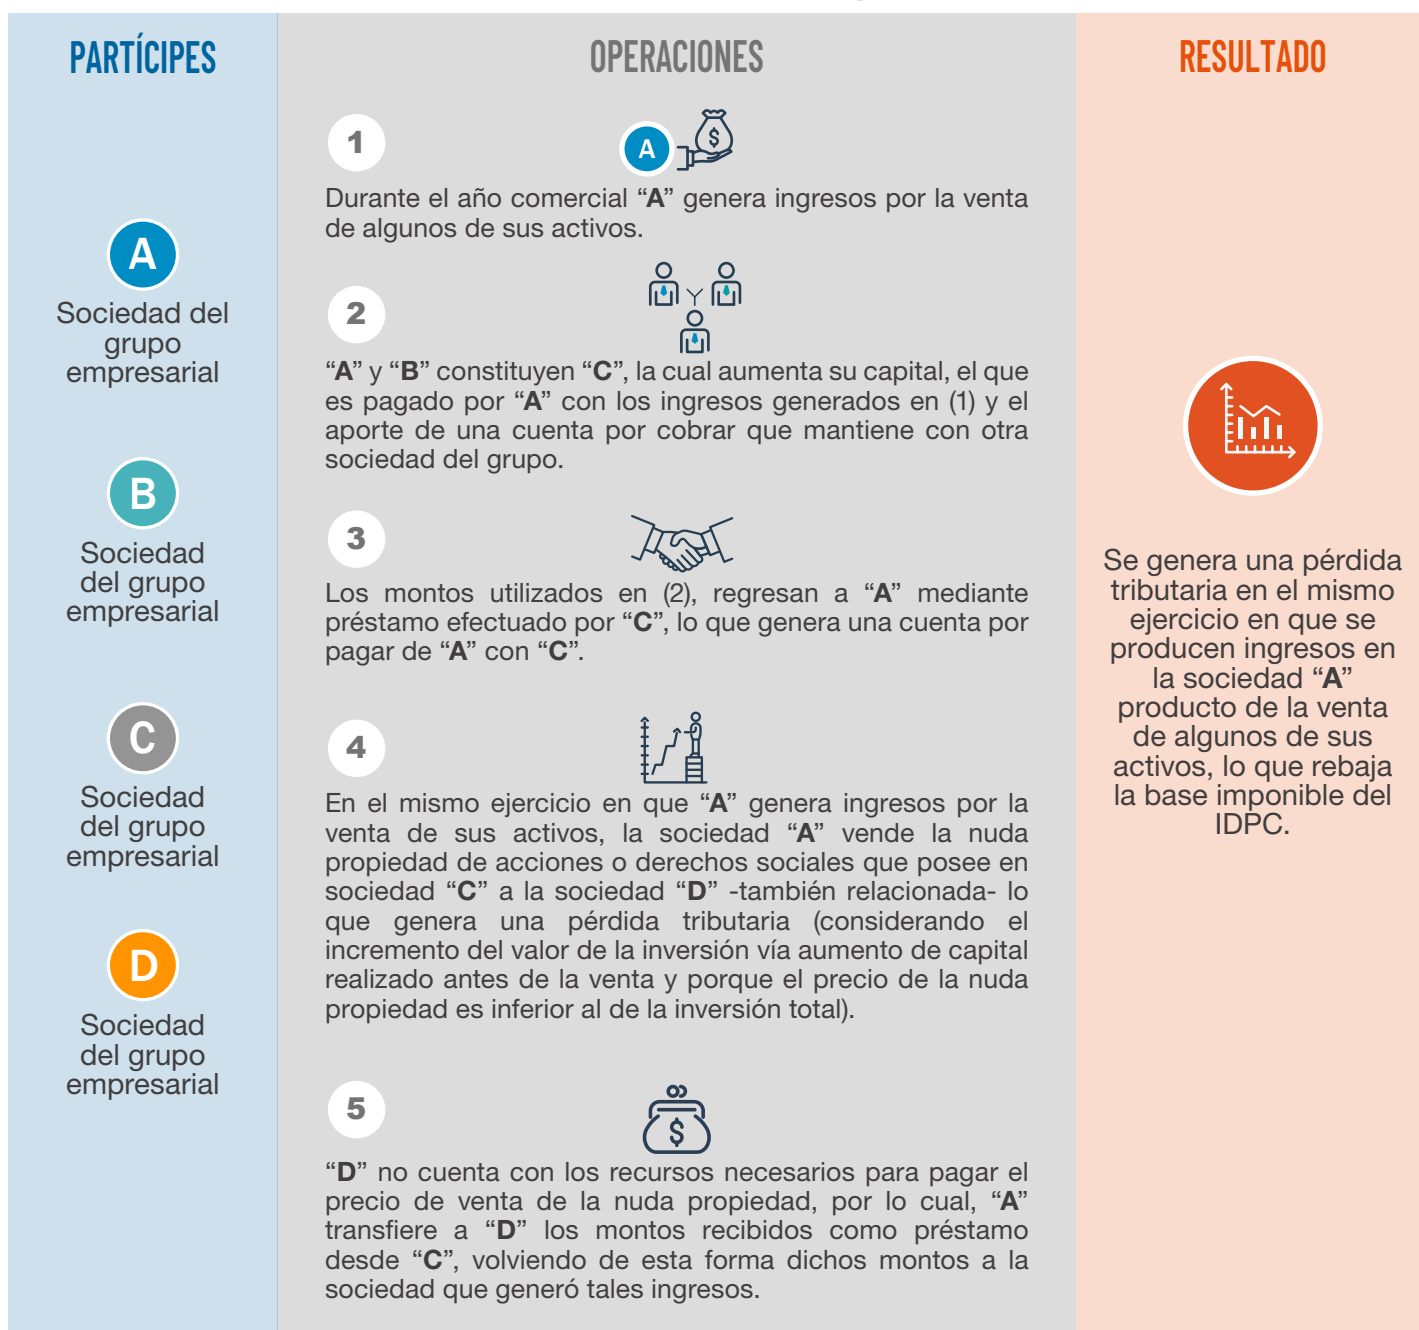 PARTÍCIPES
A
Sociedad del
grupo
empresarial
B
Sociedad
del grupo
empresarial
C
Sociedad
del grupo
empresarial
D
Sociedad
del grupo
empresarial
OPERACIONES
1
A
$
Durante el año comercial “A” genera ingresos por la venta
de algunos de sus activos.
2
“A” y “B” constituyen “C”, la cual aumenta su capital, el que
es pagado por “A” con los ingresos generados en (1) y el
aporte de una cuenta por cobrar que mantiene con otra
sociedad del grupo.
3
Los montos utilizados en (2), regresan a “A” mediante
préstamo efectuado por “C”, lo que genera una cuenta por
pagar de “A” con “C”.
4
En el mismo ejercicio en que “A” genera ingresos por la
venta de sus activos, la sociedad “A” vende la nuda
propiedad de acciones o derechos sociales que posee en
sociedad “C” a la sociedad “D” -también relacionada- lo
que genera una pérdida tributaria (considerando el
incremento del valor de la inversión vía aumento de capital
realizado antes de la venta y porque el precio de la nuda
propiedad es inferior al de la inversión total).
5
$
“D” no cuenta con los recursos necesarios para pagar el
precio de venta de la nuda propiedad, por lo cual, “A”
transfiere a “D” los montos recibidos como préstamo
desde “C”, volviendo de esta forma dichos montos a la
sociedad que generó tales ingresos.
RESULTADO
Se genera una pérdida
tributaria en el mismo
ejercicio en que se
producen ingresos en
la sociedad “A”
producto de la venta
de algunos de sus
activos, lo que rebaja
la base imponible del
IDPC.